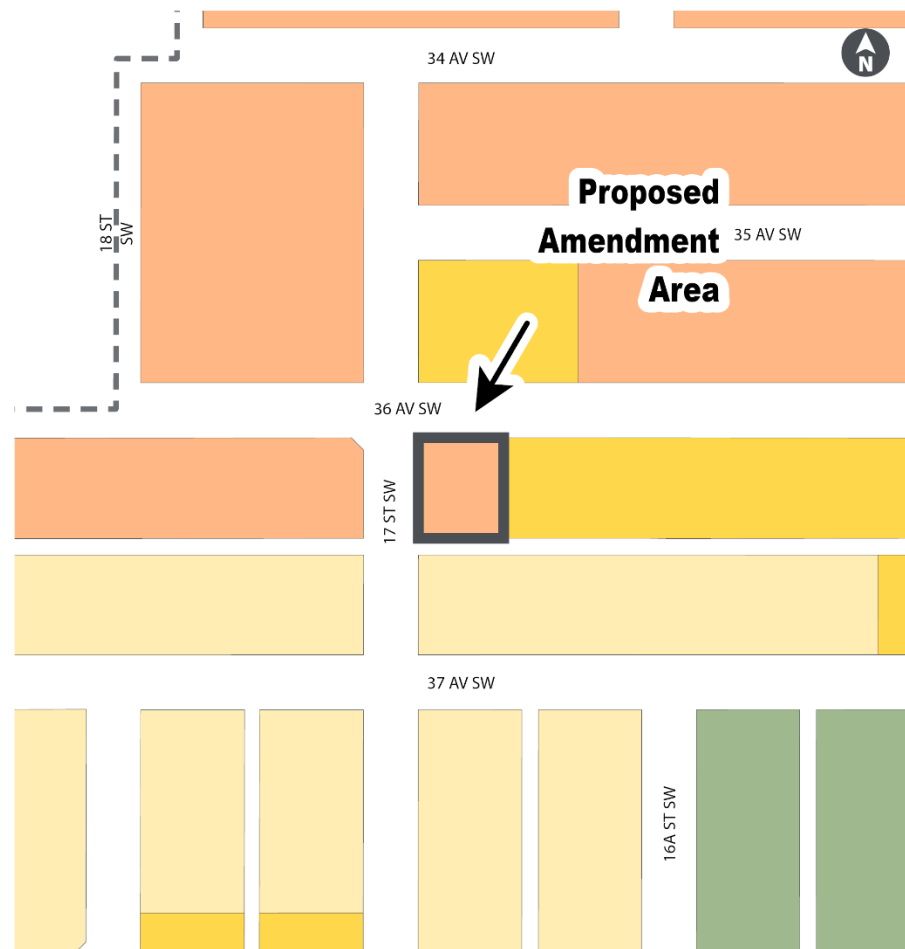 34 AV SW
N
Proposed
Amendment
Area
35 AV SW
18 ST
SW
36 AV SW
17 ST SW
37 AV SW
16A ST SW